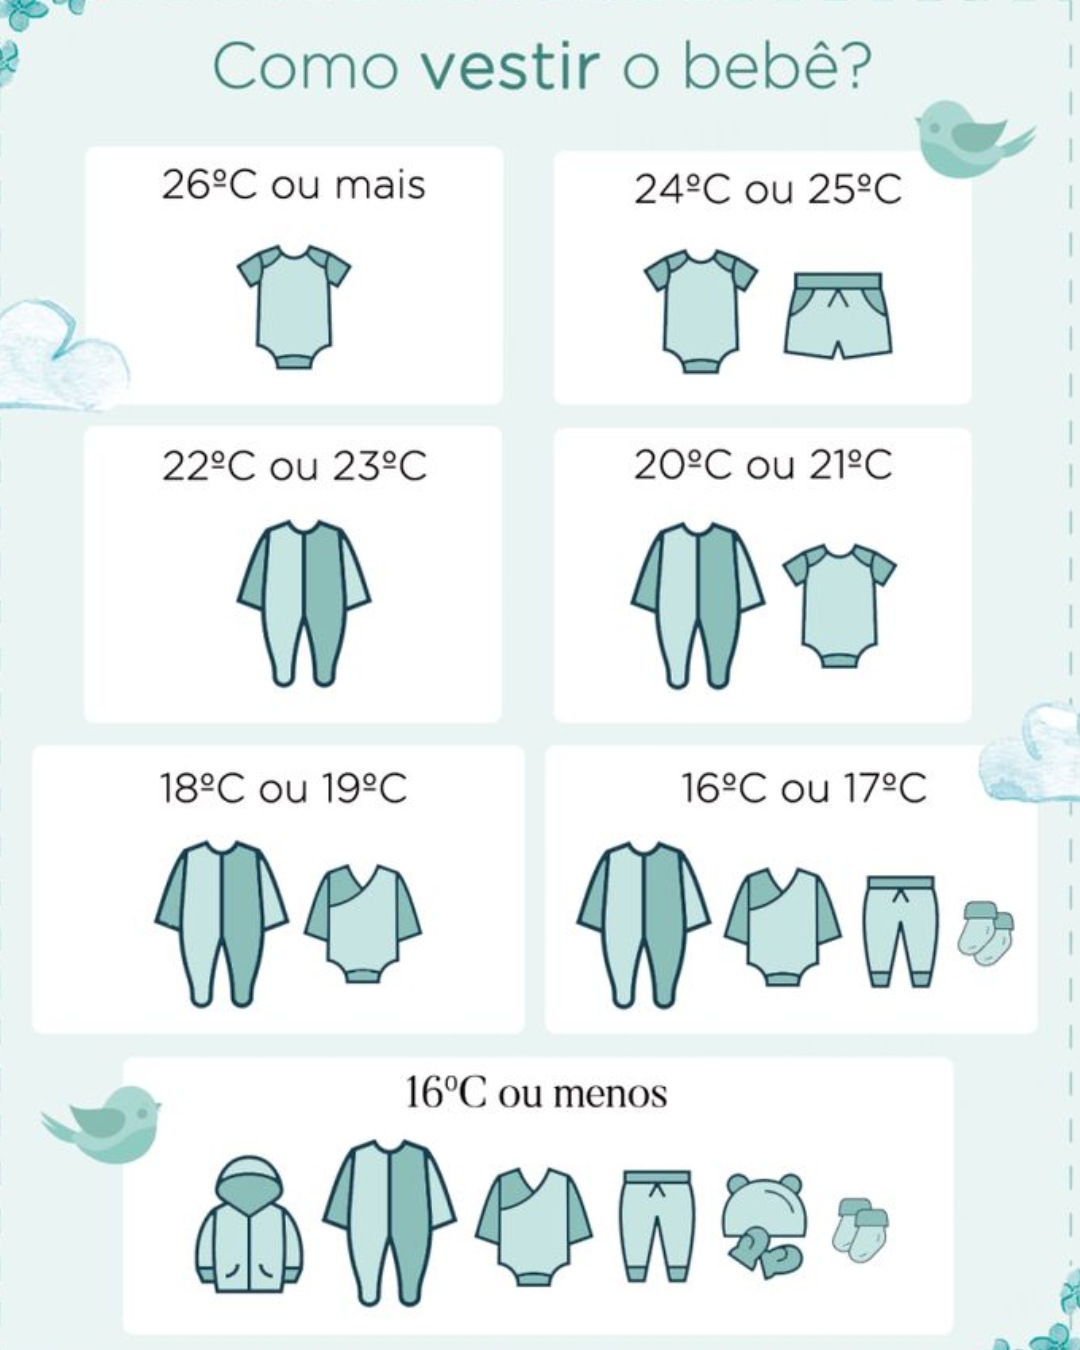 Como vestir o bebê?
26ºC ou mais
24ºC ou 25ºC
22ºC ou 23ºC
20ºC ou 21ºC
18ºC ou 19ºC
16ºC ou 17ºC
16ºC ou menos